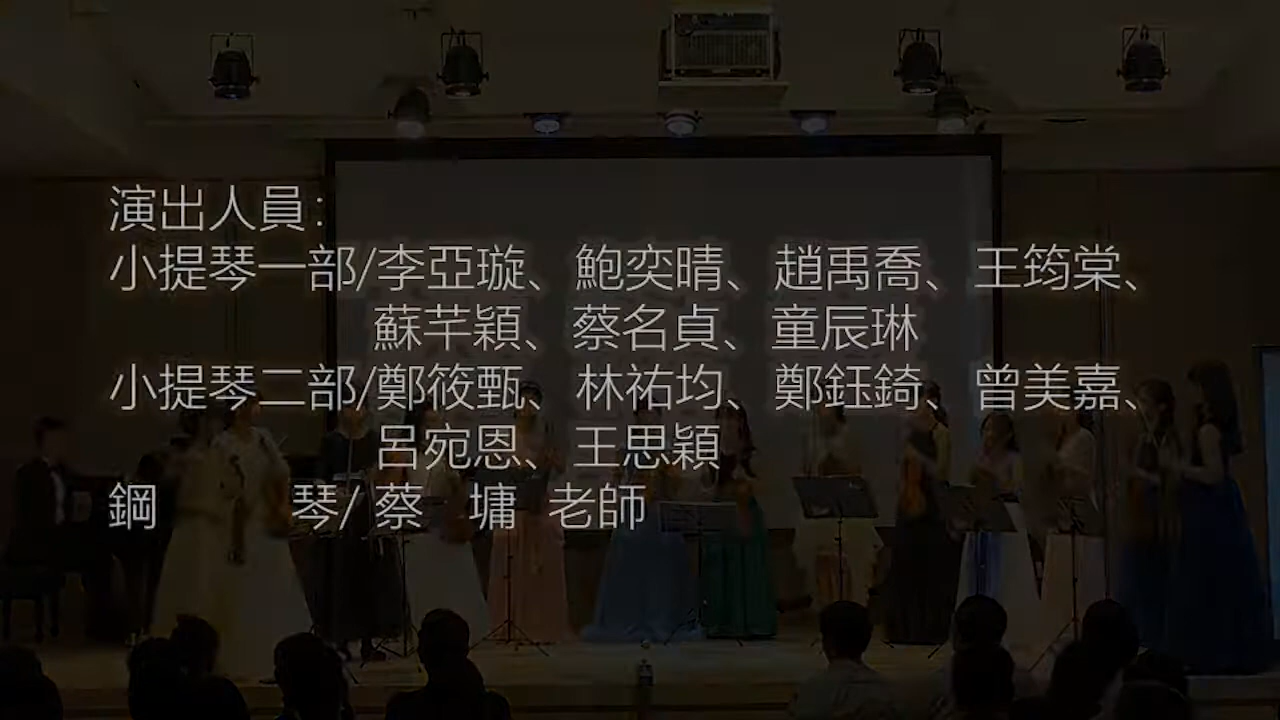 演出人員:
小提琴一部/李亞璇、鮑奕晴、趙禹喬、王筠棠、
蘇芊穎、蔡名貞、童辰琳
小提琴二部/鄭筱甄、林祐均、鄭鈺錡、曾美嘉、
呂宛恩、王思穎
鋼 琴/ 蔡 墉 老師